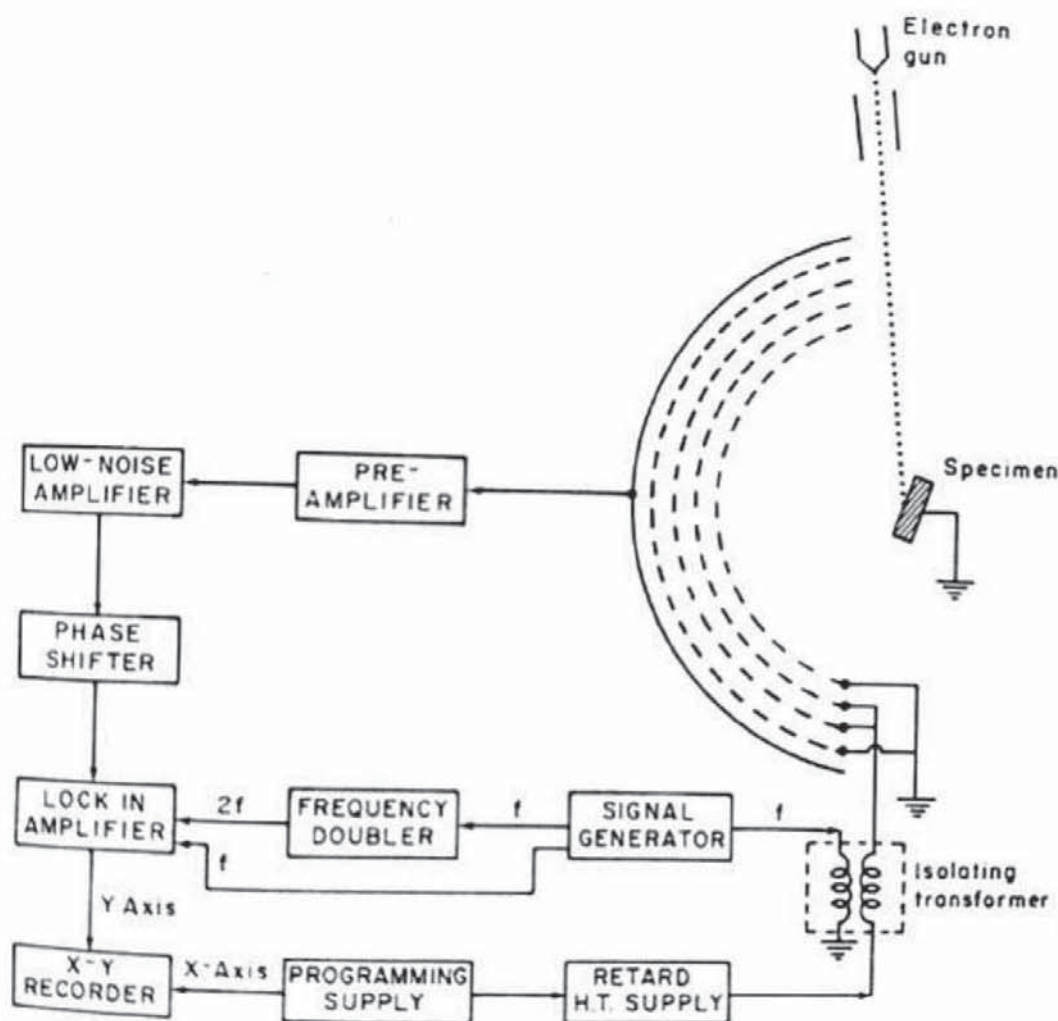 Electron
gun
Specimen
LOW-NOISE
AMPLIFIER
PRE-
AMPLIFIER
PHASE
SHIFTER
LOCK IN
AMPLIFIER
2f
FREQUENCY
DOUBLER
f
SIGNAL
GENERATOR
f
f
Isolating
transformer
Y Axis
X-Y
RECORDER
X-Axis
PROGRAMMING
SUPPLY
RETARD
H.T. SUPPLY